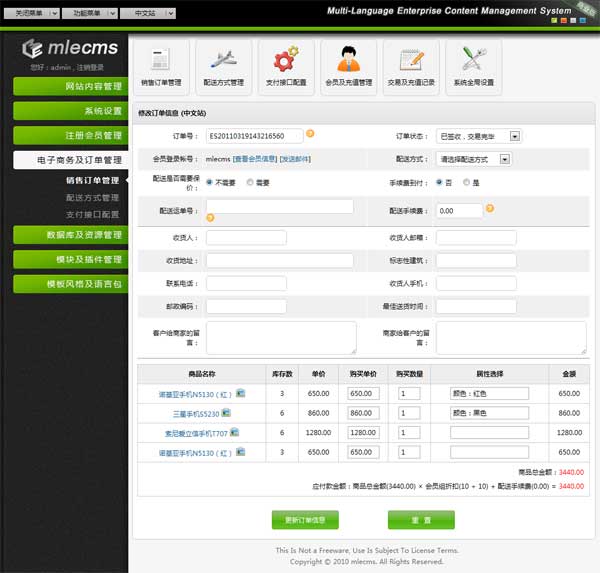 关闭菜单 功能菜单 中文站
Multi-Language Enterprise Content Management System
mlecms
您好：admin , 注销登录
网站内容管理
系统设置
注册会员管理
电子商务及订单管理
销售订单管理
配送方式管理
支付接口配置
数据库及资源管理
模块及插件管理
模板风格及语言包
销售订单管理 配送方式管理 支付接口配置 会员及充值管理 交易及充值记录 系统全局设置
修改订单信息 (中文站)
订单号： ES20110319143216560 订单状态： 已签收，交易完毕
会员登录帐号： mlecms [查看会员信息] [发送邮件] 配送方式： 请选择配送方式
配送是否需要保价： 不需要 需要 手续费到付： 否 是
配送运单号： 配送手续费： 0.00
收货人： 收货人邮箱：
收货地址： 标志性建筑：
联系电话： 收货人手机：
邮政编码： 最佳送货时间：
客户给商家的留言： 商家给客户的留言：
商品名称 库存数 单价 购买单价 购买数量 属性选择 金额
诺基亚手机N5130 ( 红 ) 3 650.00 650.00 1 颜色：红色 650.00
三星手机S5230 6 860.00 860.00 1 颜色：黑色 860.00
索尼爱立信手机T707 6 1280.00 1280.00 1 1280.00
诺基亚手机N5130 ( 红 ) 3 650.00 650.00 1 650.00
商品总金额：3440.00
应付款金额：商品总金额(3440.00) × 会员组折扣(10 ÷ 10) + 配送手续费(0.00) = 3440.00
更新订单信息 重 置
This Is Not a Freeware, Use Is Subject To License Terms.
Copyright © 2010 mlecms. All Rights Reserved.